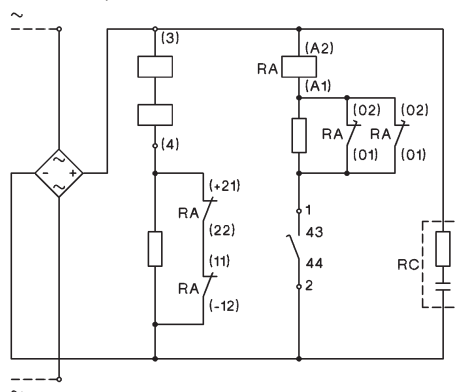 ~
(3)
(A2)
RA
(A1)
(02) (02)
RA RA
(4)
(01) (01)
~
- +
~
(+21)
RA
(22)
1
43
(11)
44
RC
RA
2
(-12)
~